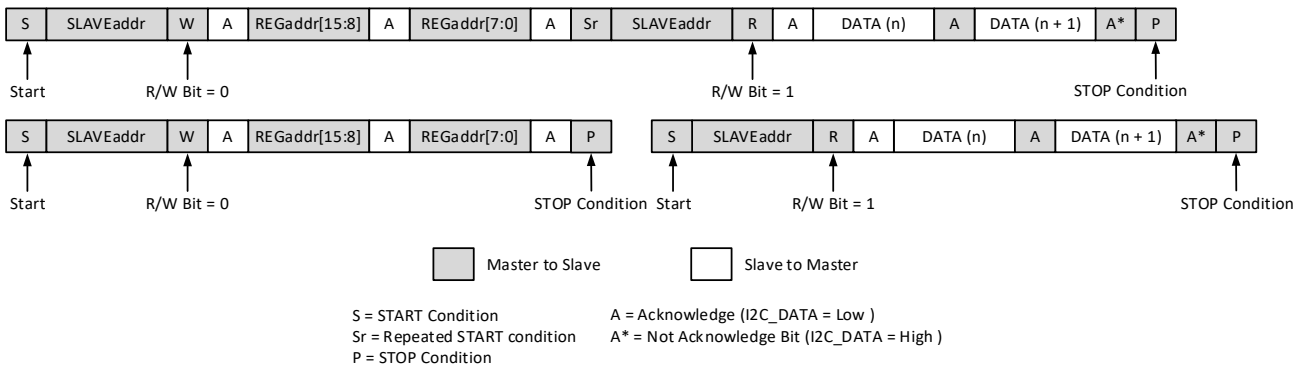 S SLAVEaddr W A REGaddr[15:8] A REGaddr[7:0] A Sr SLAVEaddr R A DATA (n) A DATA (n + 1) A* P
Start R/W Bit = 0 R/W Bit = 1 STOP Condition
S SLAVEaddr W A REGaddr[15:8] A REGaddr[7:0] A P S SLAVEaddr R A DATA (n) A DATA (n + 1) A* P
Start R/W Bit = 0 STOP Condition Start R/W Bit = 1 STOP Condition
Master to Slave Slave to Master
S = START Condition A = Acknowledge (I2C_DATA = Low )
Sr = Repeated START condition A* = Not Acknowledge Bit (I2C_DATA = High )
P = STOP Condition